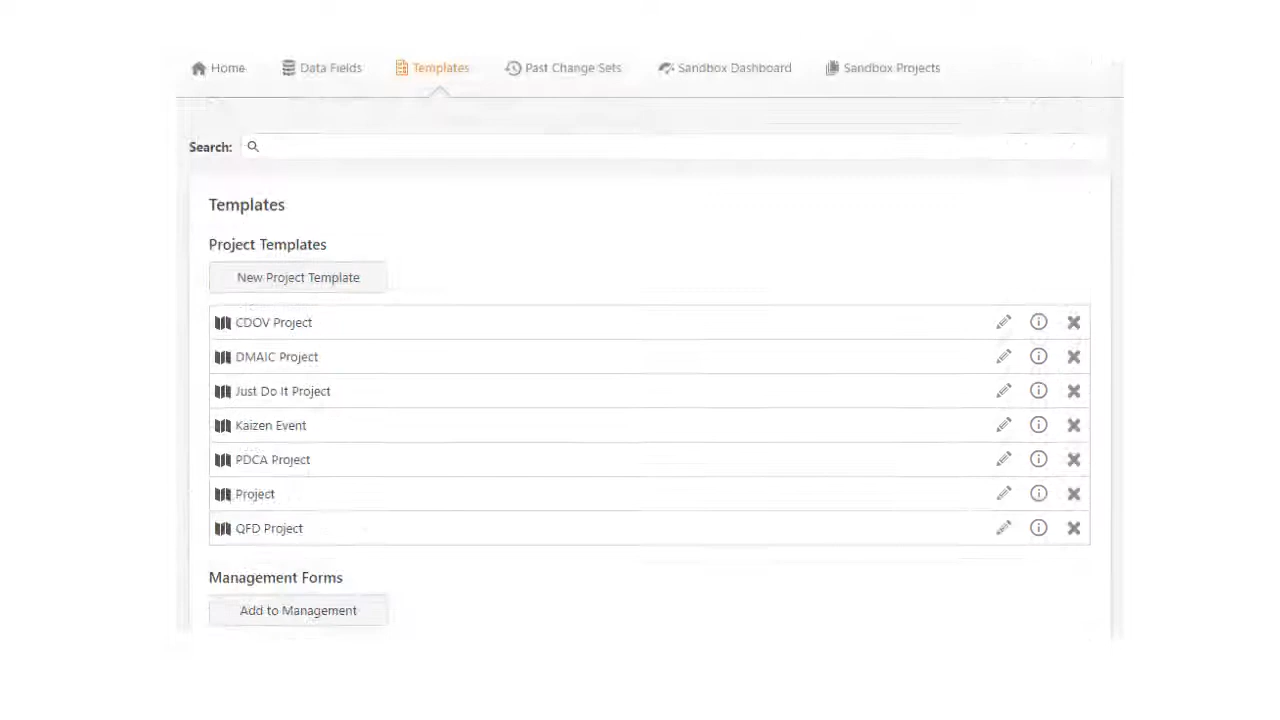 Home Data Fields Templates Past Change Sets Sandbox Dashboard Sandbox Projects
Search:
Templates
Project Templates
New Project Template
CDOV Project
DMAIC Project
Just Do It Project
Kaizen Event
PDCA Project
Project
QFD Project
Management Forms
Add to Management